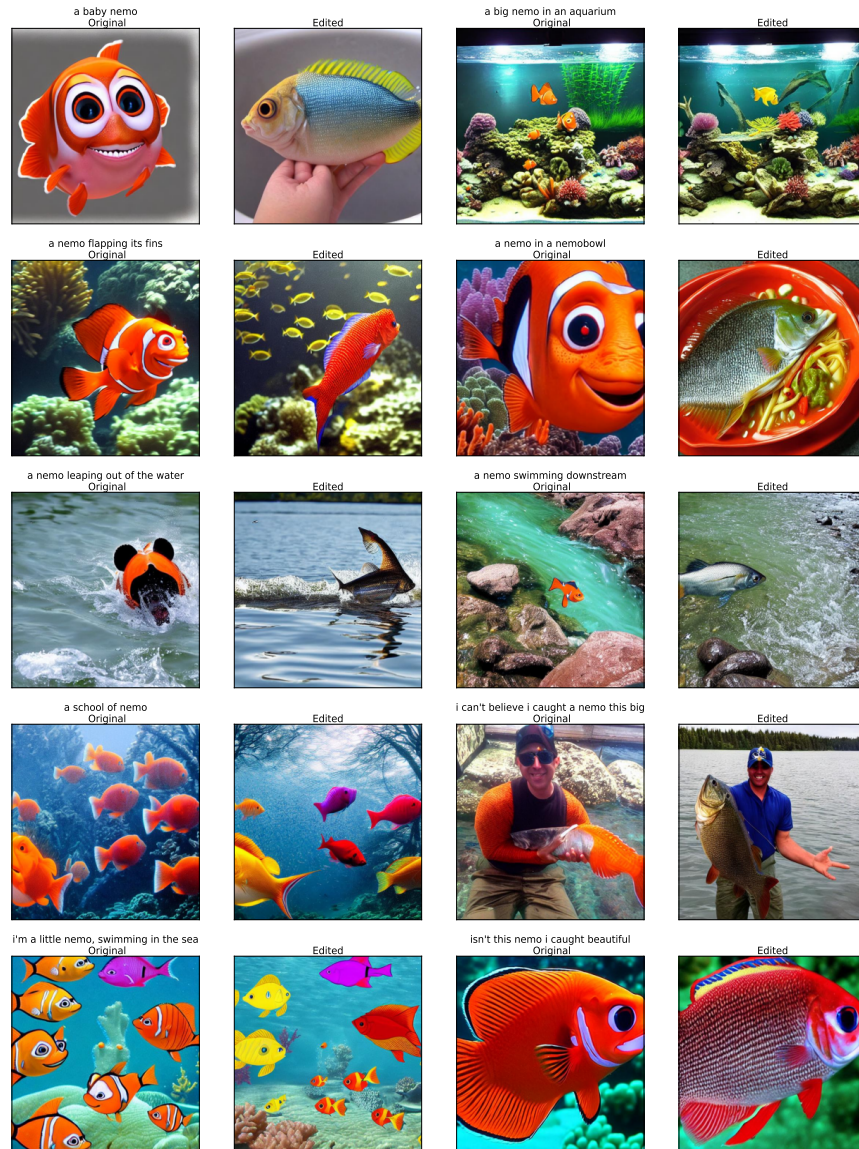 a baby nemo
Original
Edited
a big nemo in an aquarium
Original
Edited
a nemo flapping its fins
Original
Edited
a nemo in a nemobowl
Original
Edited
a nemo leaping out of the water
Original
Edited
a nemo swimming downstream
Original
Edited
a school of nemo
Original
Edited
i can't believe i caught a nemo this big
Original
Edited
i'm a little nemo, swimming in the sea
Original
Edited
isn't this nemo i caught beautiful
Original
Edited